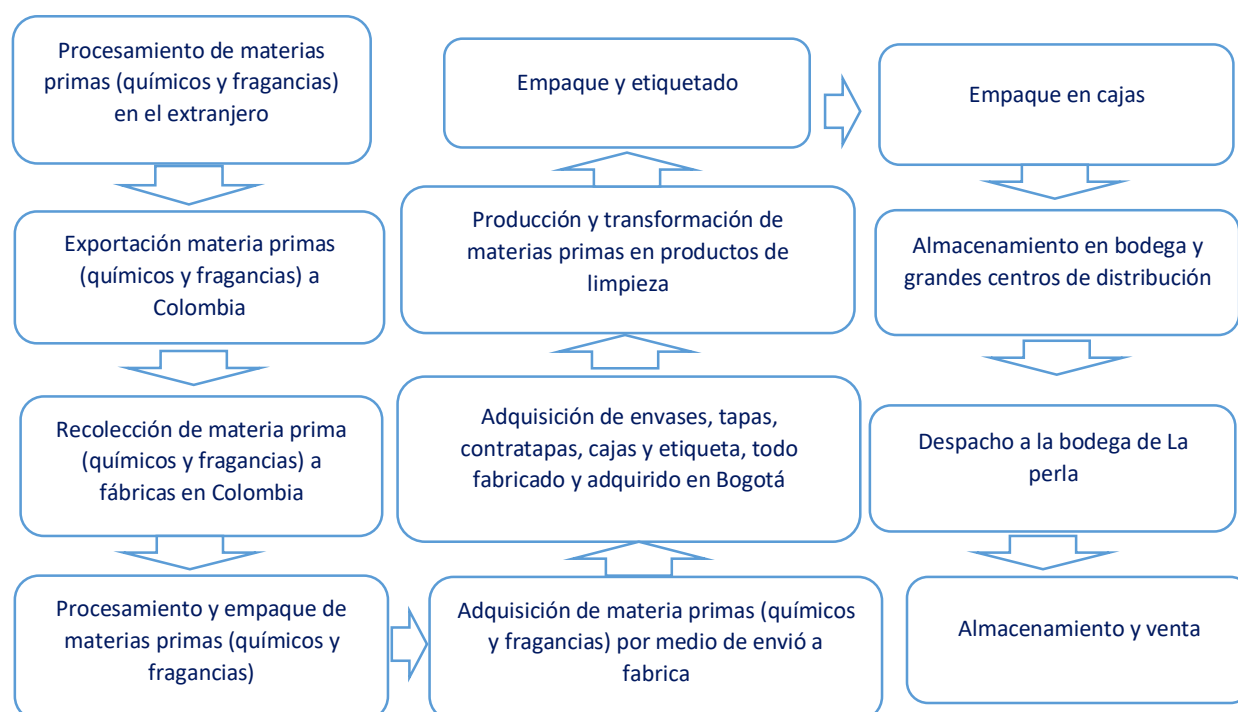 Procesamiento de materias
primas (químicos y fragancias)
en el extranjero
Exportación materia primas
(químicos y fragancias) a
Colombia
Recolección de materia prima
(químicos y fragancias) a
fábricas en Colombia
Procesamiento y empaque de
materias primas (químicos y
fragancias)
Adquisición de materia primas (químicos
y fragancias) por medio de envió a
fabrica
Adquisición de envases, tapas,
contratapas, cajas y etiqueta, todo
fabricado y adquirido en Bogotá
Producción y transformación de
materias primas en productos de
limpieza
Empaque y etiquetado
Empaque en cajas
Almacenamiento en bodega y
grandes centros de distribución
Despacho a la bodega de La
perla
Almacenamiento y venta